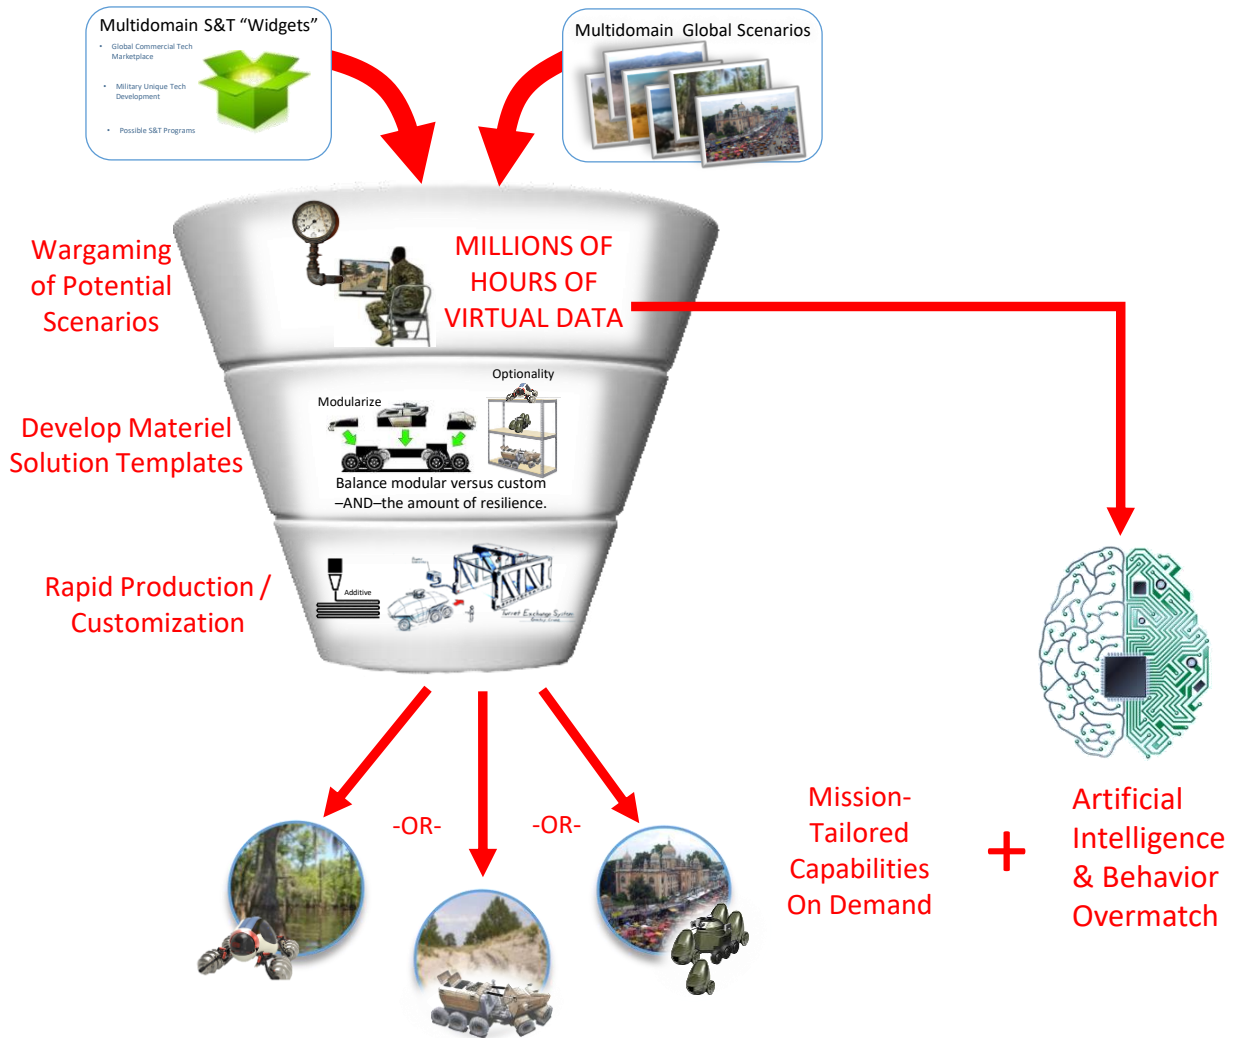 Multidomain S&T “Widgets”
• Global Commercial Tech
Marketplace
• Military Unique Tech
Development
• Possible S&T Programs
Multidomain Global Scenarios
Wargaming
of Potential
Scenarios
MILLIONS OF
HOURS OF
VIRTUAL DATA
Develop Materiel
Solution Templates
Modularize
Optionality
Balance modular versus custom
–AND–the amount of resilience.
Rapid Production /
Customization
Additive
Turret Exchange System
-OR-
-OR-
Mission-
Tailored
Capabilities
On Demand
+
Artificial
Intelligence
& Behavior
Overmatch